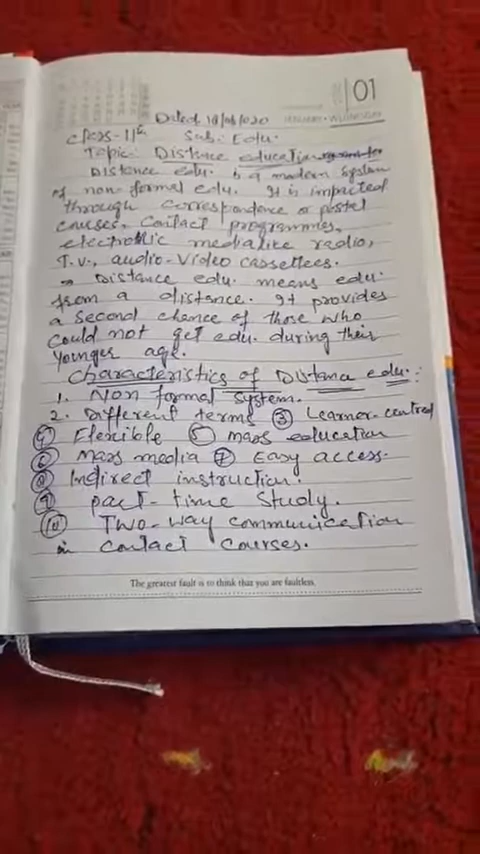 01
JANUARY • WEDNESDAY
Dated 18/06/020
Class-11th Sub: Edu.
Topic: Distance education
Distance edu. is a modern system
of non-formal edu. It is imparted
through correspondence or postal
courses, Contact programmes,
electronic media like radio,
T.V., audio-video cassettees.
→ Distance edu. means edu.
from a distance. It provides
a second chance of those who
could not get edu. during their
younger age.
Characteristics of Distance edu.:
1. Non formal system.
2. Different terms ③ Learner-centred
④ Flexible ⑤ mass education
⑥ Mass media ⑦ Easy access.
⑧ Indirect instruction.
⑨ part-time Study.
⑩ Two-way communication
in contact courses.
The greatest fault is to think that you are faultless.